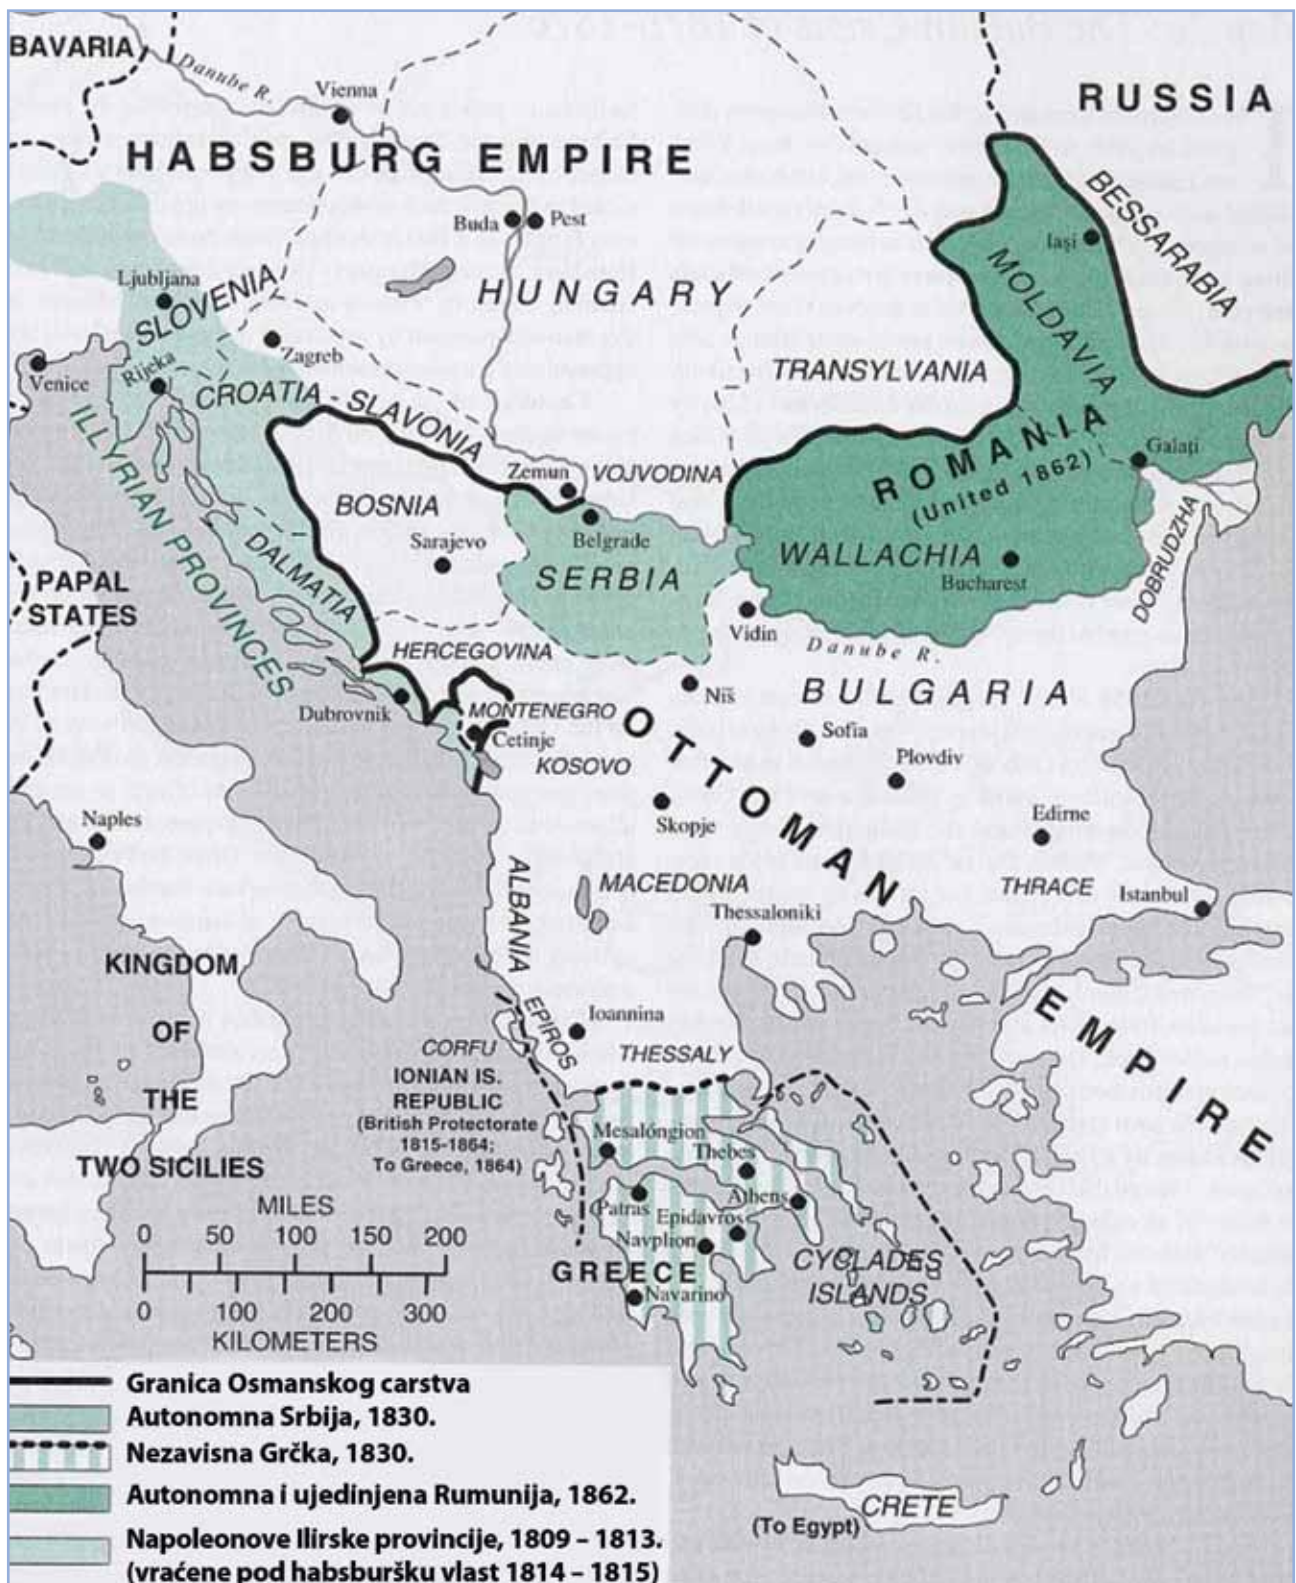 BAVARIA
Danube R.
Vienna
RUSSIA
HABSBURG EMPIRE
BESSARABIA
Buda
Pest
Iaşi
MOLDAVIA
Ljubljana
SLOVENIA
HUNGARY
Zagreb
Venice
Rijeka
TRANSYLVANIA
CROATIA - SLAVONIA
ROMANIA
(United 1862)
Galaţi
ILLYRIAN PROVINCES
Zemun
VOJVODINA
BOSNIA
Sarajevo
Belgrade
DALMATIA
SERBIA
WALLACHIA
Bucharest
DOBRUDZHA
PAPAL
STATES
Vidin
Danube R.
HERCEGOVINA
Dubrovnik
MONTENEGRO
Niš
BULGARIA
Cetinje
KOSOVO
Sofia
Plovdiv
OTTOMAN
Skopje
Naples
Edirne
ALBANIA
MACEDONIA
THRACE
Istanbul
Thessaloniki
KINGDOM
OF
THE
TWO SICILIES
EMPIRE
EPIROS
Ioannina
CORFU
THESSALY
IONIAN IS.
REPUBLIC
(British Protectorate
1815-1864;
To Greece, 1864)
Mesalóngion
Thebes
Patras
Athens
Epidavros
Navplion
GREECE
Navarino
CYCLADES
ISLANDS
MILES
0 50 100 150 200
0 100 200 300
KILOMETERS
CRETE
(To Egypt)
Granica Osmanskog carstva
Autonomna Srbija, 1830.
Nezavisna Grčka, 1830.
Autonomna i ujedinjena Rumunija, 1862.
Napoleonove Ilirske provincije, 1809 – 1813.
(vraćene pod habsburšku vlast 1814 – 1815)